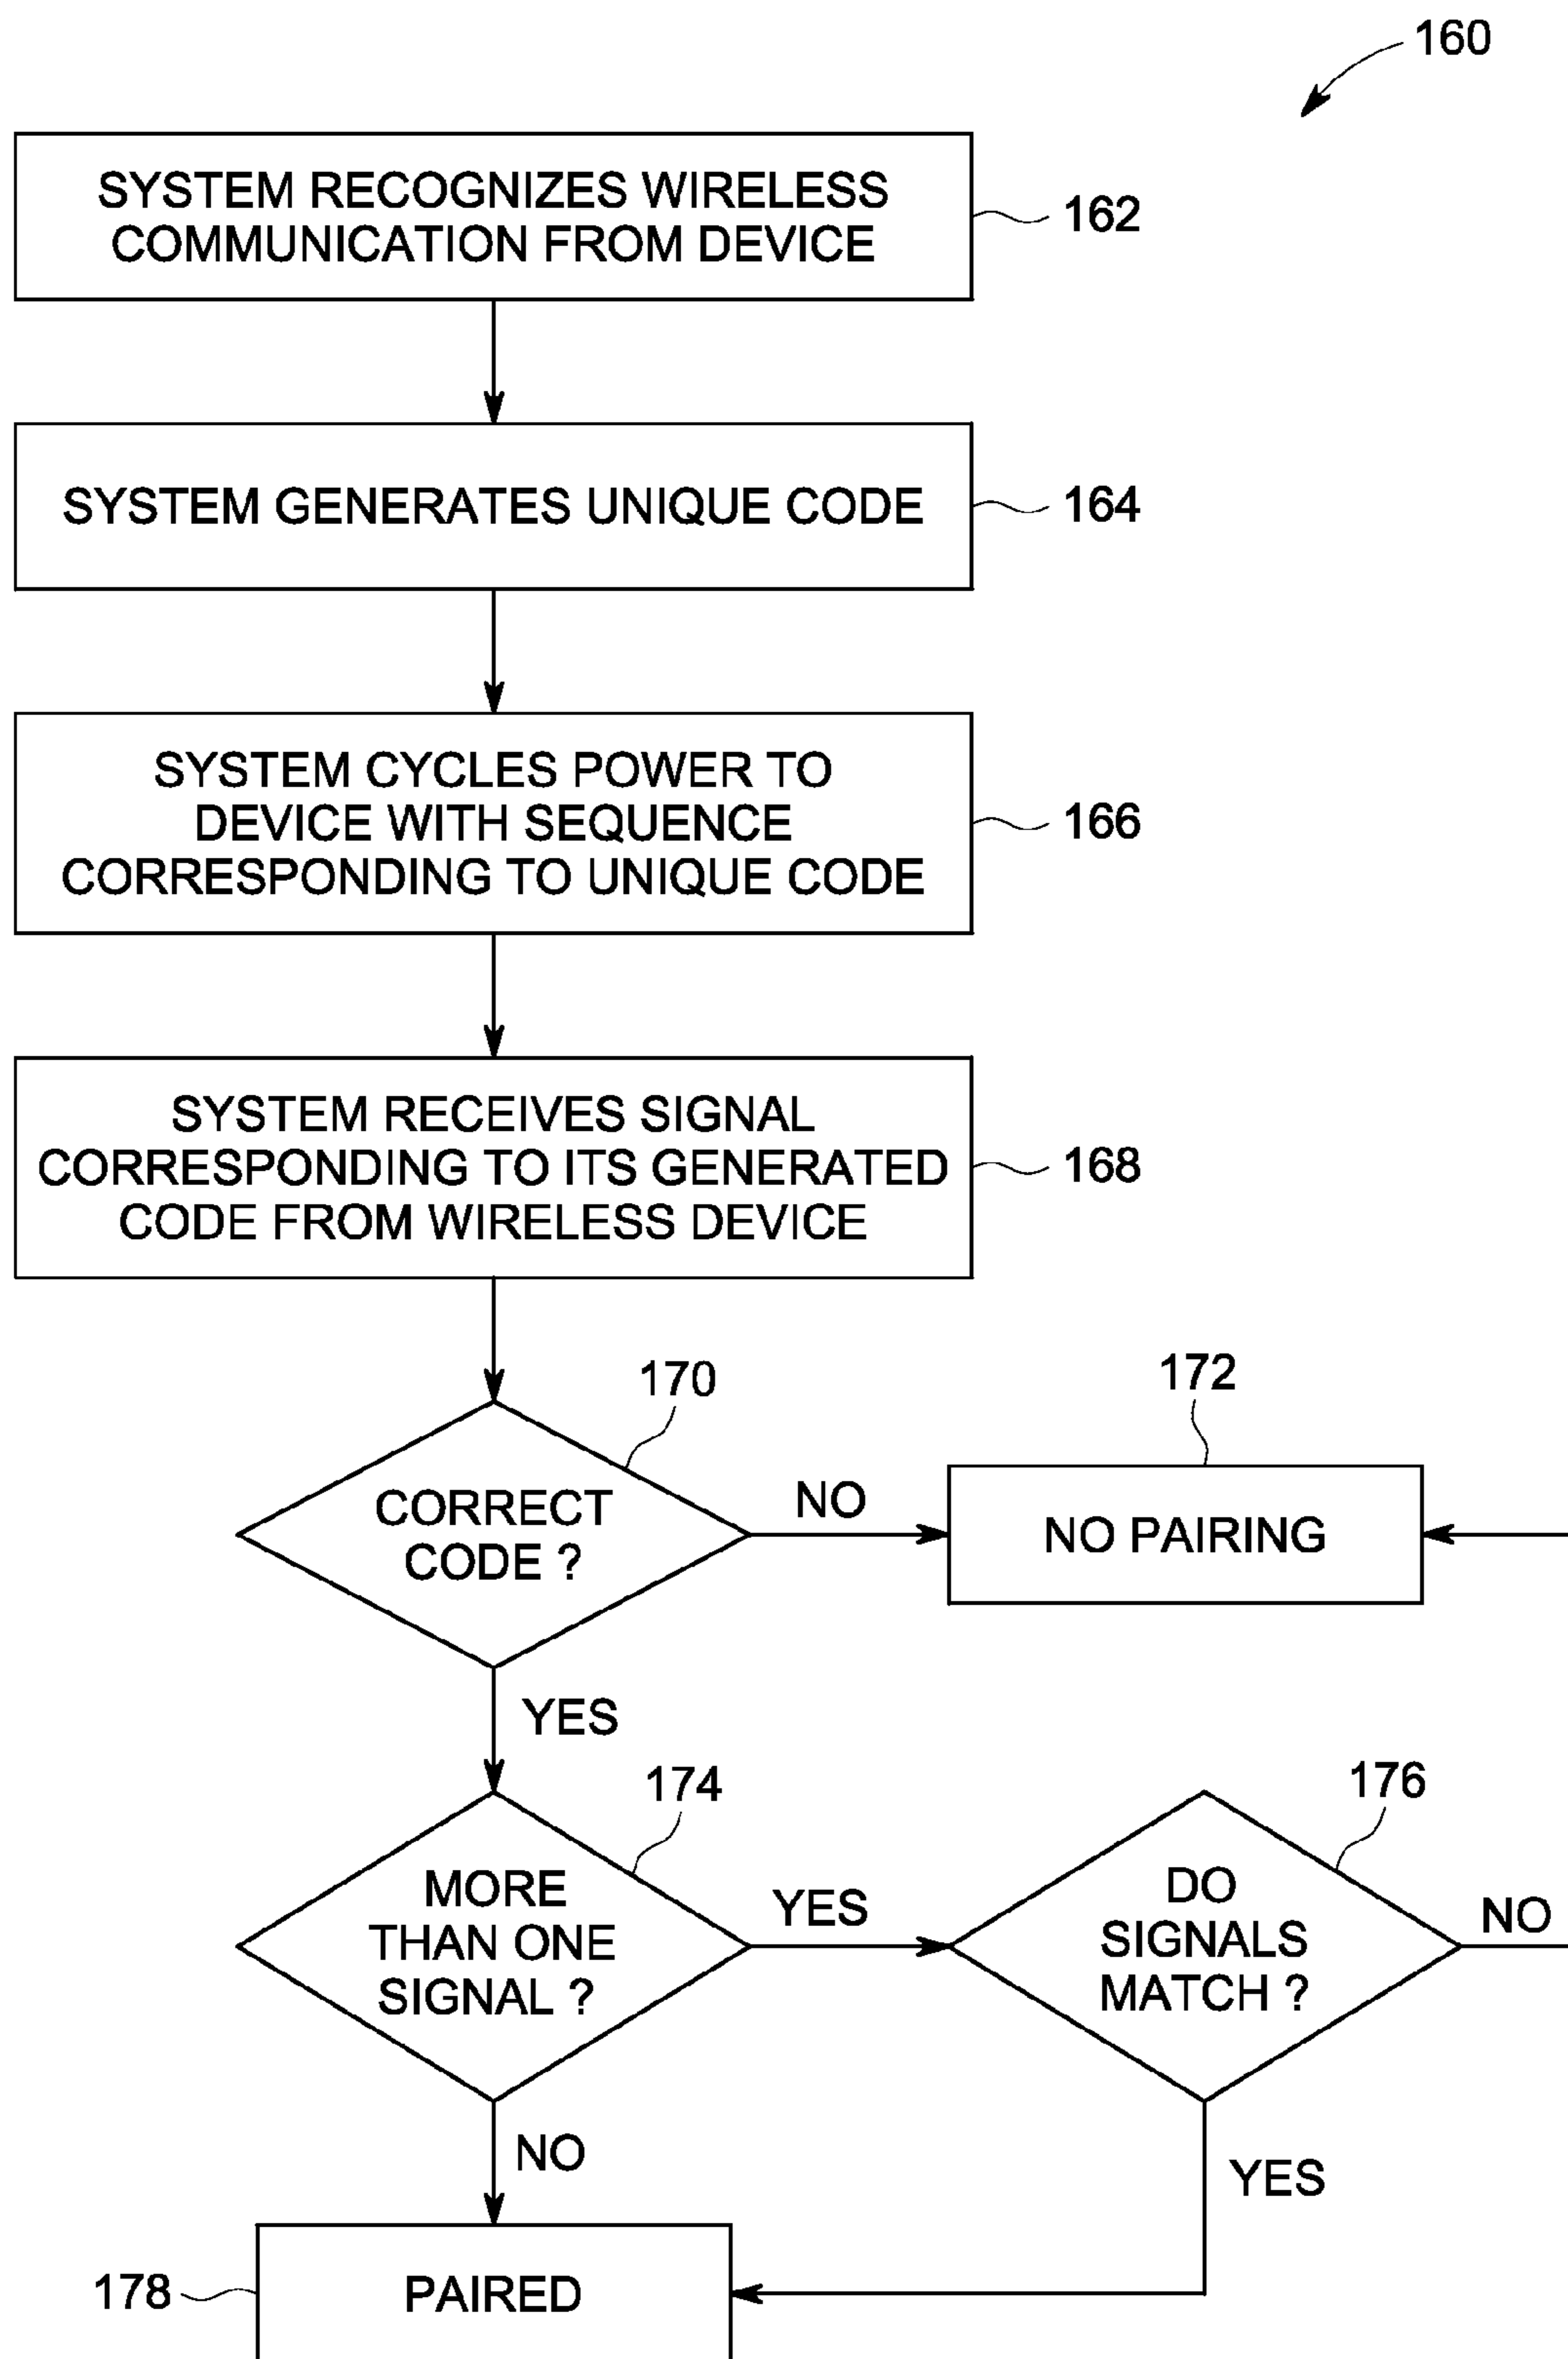 160
SYSTEM RECOGNIZES WIRELESS
COMMUNICATION FROM DEVICE
162
SYSTEM GENERATES UNIQUE CODE
164
SYSTEM CYCLES POWER TO
DEVICE WITH SEQUENCE
CORRESPONDING TO UNIQUE CODE
166
SYSTEM RECEIVES SIGNAL
CORRESPONDING TO ITS GENERATED
CODE FROM WIRELESS DEVICE
168
170
CORRECT
CODE ?
NO
172
NO PAIRING
YES
174
MORE
THAN ONE
SIGNAL ?
YES
176
DO
SIGNALS
MATCH ?
NO
NO
YES
178
PAIRED